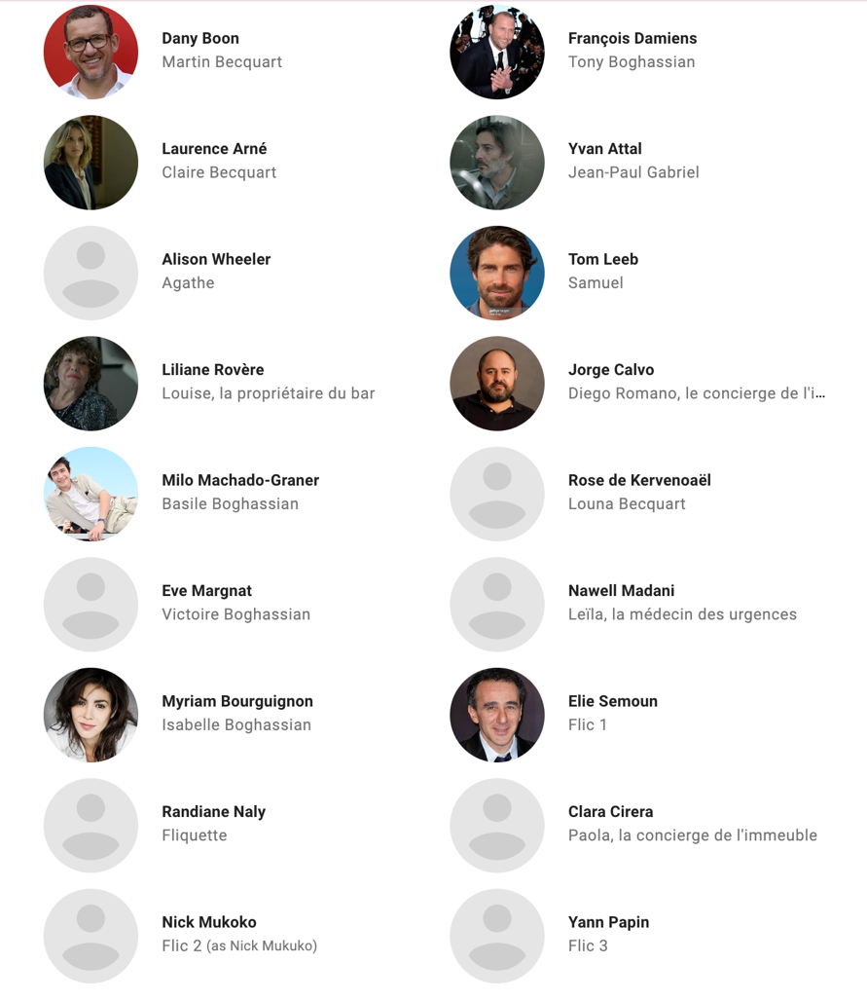 Dany Boon
Martin Becquart
François Damiens
Tony Boghassian
Laurence Arné
Claire Becquart
Yvan Attal
Jean-Paul Gabriel
Alison Wheeler
Agathe
Tom Leeb
Samuel
Liliane Rovère
Louise, la propriétaire du bar
Jorge Calvo
Diego Romano, le concierge de l'i...
Milo Machado-Graner
Basile Boghassian
Rose de Kervenoaël
Louna Becquart
Eve Margnat
Victoire Boghassian
Nawell Madani
Leïla, la médecin des urgences
Myriam Bourguignon
Isabelle Boghassian
Elie Semoun
Flic 1
Randiane Naly
Fliquette
Clara Cirera
Paola, la concierge de l'immeuble
Nick Mukoko
Flic 2 (as Nick Mukuko)
Yann Papin
Flic 3